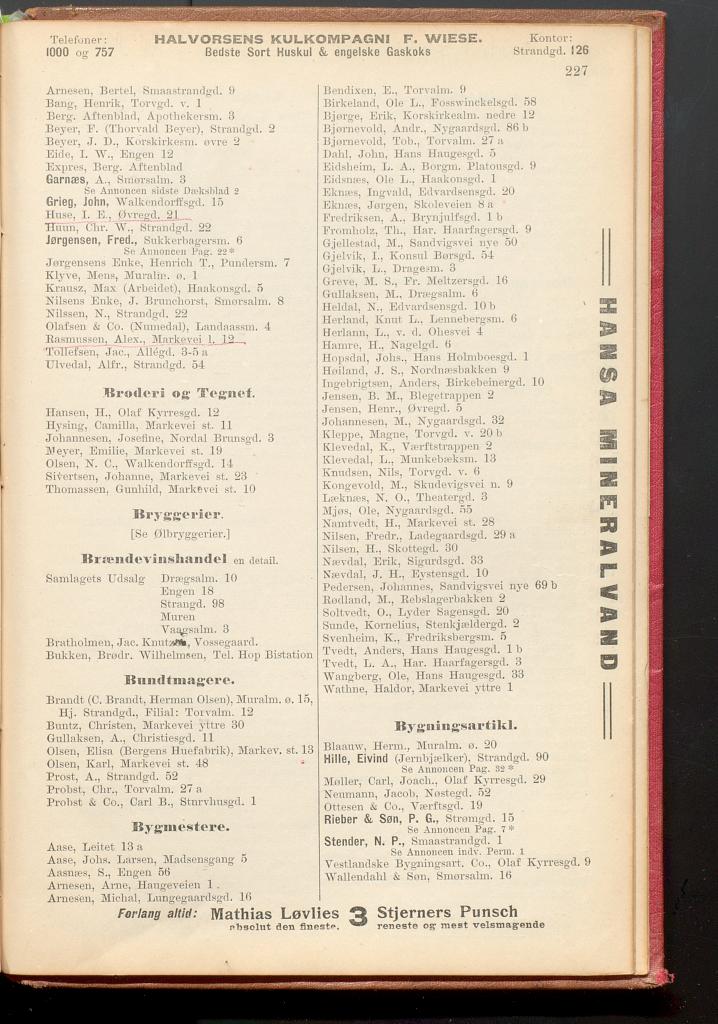 Telefoner:
1000 og 757
HALVORSENS KULKOMPAGNI F. WIESE.
Bedste Sort Huskul & engelske Gaskoks
Kontor:
Strandgd. 126
227
Arnesen, Bertel, Smaastrandgd. 9
Bang, Henrik, Torvgd. v. 1
Berg. Aftenblad, Apothekersm. 3
Beyer, F. (Thorvald Beyer), Strandgd. 2
Beyer, J. D., Korskirkesm. øvre 2
Eide, I. W., Engen 12
Expres, Berg. Aftenblad
Garnæs, A., Smørsalm. 3
Se Annoncen sidste Dæksblad 2
Grieg, John, Walkendorffsgd. 15
Huse, I. E., Øvregd. 21
Huun, Chr. W., Strandgd. 22
Jørgensen, Fred., Sukkerbagersm. 6
Se Annoncen Pag. 22*
Jørgensens Enke, Henrich T., Pundersm. 7
Klyve, Mens, Muralm. ø. 1
Krausz, Max (Arbeidet), Haakonsgd. 5
Nilsens Enke, J. Brunchorst, Smørsalm. 8
Nilssen, N., Strandgd. 22
Olafsen & Co. (Numedal), Landaassm. 4
Rasmussen, Alex., Markevei l. 12
Tollefsen, Jac., Allégd. 3-5 a
Ulvedal, Alfr., Strandgd. 54
Broderi og Tegnef.
Hansen, H., Olaf Kyrresgd. 12
Hysing, Camilla, Markevei st. 11
Johannesen, Josefine, Nordal Brunsgd. 3
Meyer, Emilie, Markevei st. 19
Olsen, N. C., Walkendorffsgd. 14
Sivertsen, Johanne, Markevei st. 23
Thomassen, Gunhild, Markevei st. 10
Bryggerier.
[Se Ølbryggerier.]
Brændevinshandel en detail.
Samlagets Udsalg Drægsalm. 10
Engen 18
Strangd. 98
Muren
Vaagsalm. 3
Bratholmen, Jac. Vossegaard.
Bukken, Brødr. Wilhelmsen, Tel. Hop Bistation
Bundtmagere.
Brandt (C. Brandt, Herman Olsen), Muralm. ø. 15,
Hj. Strandgd., Filial: Torvalm. 12
Buntz, Christen, Markevei yttre 30
Gullaksen, A., Christiesgd. 11
Olsen, Elisa (Bergens Huefabrik), Markev. st. 13
Olsen, Karl, Markevei st. 48
Prost, A., Strandgd. 52
Probst, Chr., Torvalm. 27 a
Probst & Co., Carl B., Sturvhusgd. 1
Bygmestere.
Aase, Leitet 13 a
Aase, Johs. Larsen, Madsensgang 5
Aasnæs, S., Engen 56
Arnesen, Arne, Haugeveien 1
Arnesen, Michal, Lungegaardsgd. 16
Bendixen, E., Torvalm. 9
Birkeland, Ole L., Fosswinckelsgd. 58
Bjørge, Erik, Korskirkealm. nedre 12
Bjørnevold, Andr., Nygaardsgd. 86 b
Bjørnevold, Tob., Torvalm. 27 a
Dahl, John, Hans Haugesgd. 5
Eidsheim, L. A., Borgm. Platousgd. 9
Eidsnæs, Ole L., Haakonsgd. 1
Eknæs, Ingvald, Edvardsensgd. 20
Eknæs, Jørgen, Skoleveien 8 a
Fredriksen, A., Brynjulfsgd. 1 b
Fromholz, Th., Har. Haarfagersgd. 9
Gjellestad, M., Sandvigsvei nye 50
Gjelvik, I., Konsul Børsgd. 54
Gjelvik, L., Dragesm. 3
Greve, M. S., Fr. Meltzersgd. 16
Gullaksen, M., Drægsalm. 6
Heldal, N., Edvardsensgd. 10 b
Herland, Knut L., Lennebergsm. 6
Herlann, L., v. d. Ohesvei 4
Hamre, H., Nagelgd. 6
Hopsdal, Johs., Hans Holmboesgd. 1
Høiland, J. S., Nordnæsbakken 9
Ingebrigtsen, Anders, Birkebeinergd. 10
Jensen, B. M., Blegetrappen 2
Jensen, Henr., Øvregd. 5
Johannesen, M., Nygaardsgd. 32
Kleppe, Magne, Torvgd. v. 20 b
Klevedal, K., Værftstrappen 2
Klevedal, L., Munkebæksm. 13
Knudsen, Nils, Torvgd. v. 6
Kongevold, M., Skudevigsvei n. 9
Læknæs, N. O., Theatergd. 3
Mjøs, Ole, Nygaardsgd. 55
Namtvedt, H., Markevei st. 28
Nilsen, Fredr., Ladegaardsgd. 29 a
Nilsen, H., Skottegd. 30
Nævdal, Erik, Sigurdsgd. 33
Nævdal, J. H., Eystensgd. 10
Pedersen, Johannes, Sandvigsvei nye 69 b
Rødland, M., Rebslagerbakken 2
Soltvedt, O., Lyder Sagensgd. 20
Sunde, Kornelius, Stenkjældergd. 2
Svenheim, K., Fredriksbergsm. 5
Tvedt, Anders, Hans Haugesgd. 1 b
Tvedt, L. A., Har. Haarfagersgd. 3
Wangberg, Ole, Hans Haugesgd. 33
Wathne, Haldor, Markevei yttre 1
Bygningsartikl.
Blaauw, Herm., Muralm. ø. 20
Hille, Eivind (Jernbjælker), Strandgd. 90
Se Annoncen Pag. 32*
Møller, Carl, Joach., Olaf Kyrresgd. 29
Neumann, Jacob, Nøstegd. 52
Ottesen & Co., Værftsgd. 19
Rieber & Søn, P. G., Strømgd. 15
Se Annoncen Pag. 7*
Stender, N. P., Smaastrandgd. 1
Se Annoncen indv. Perm. 1
Vestlandske Bygningsart. Co., Olaf Kyrresgd. 9
Wallendahl & Søn, Smørsalm. 16
HANSA MINERALVAND
Forlang altid: Mathias Løvlies 3 Stjerners Punsch
absolut den fineste, reneste og mest velsmagende